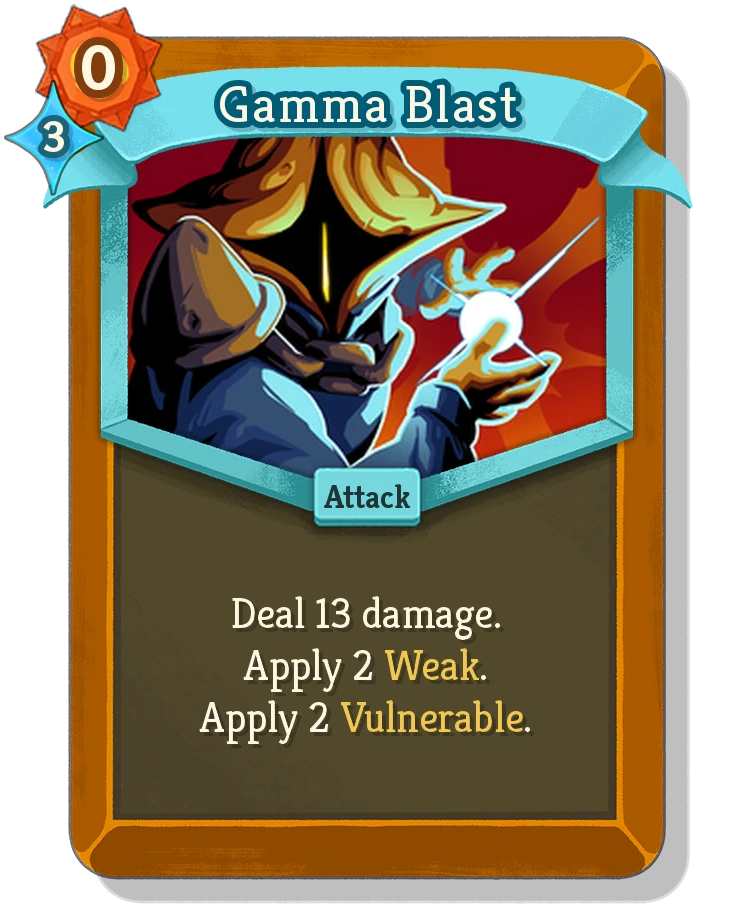 0
3
Gamma Blast
Attack
Deal 13 damage.
Apply 2 Weak.
Apply 2 Vulnerable.